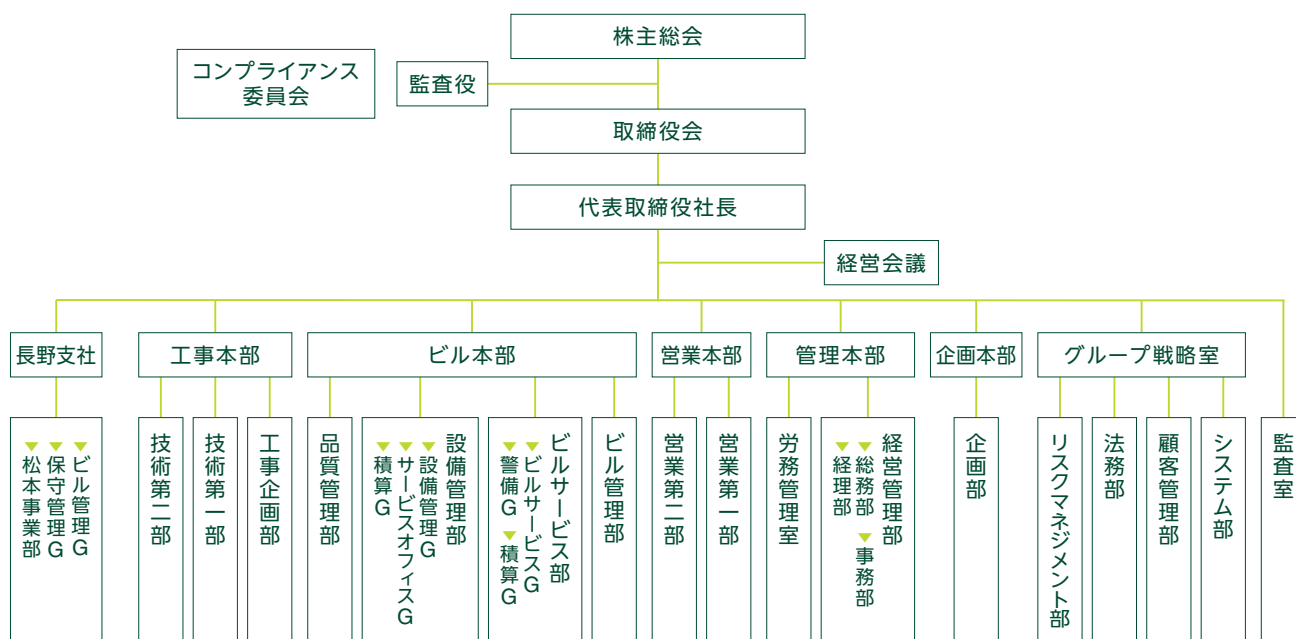 株主総会
コンプライアンス
委員会
監査役
取締役会
代表取締役社長
経営会議
長野支社
工事本部
ビル本部
営業本部
管理本部
企画本部
グループ戦略室
▼ビル管理G
▼保守管理G
▼松本事業部
技術第二部
技術第一部
工事企画部
品質管理部
設備管理部
▼設備管理G
▼サービスオフィスG
▼積算G
ビルサービス部
▼ビルサービスG
▼警備G ▼積算G
ビル管理部
営業第二部
営業第一部
労務管理室
経営管理部
▼総務部 ▼事務部
▼経理部
企画部
リスクマネジメント部
法務部
顧客管理部
システム部
監査室